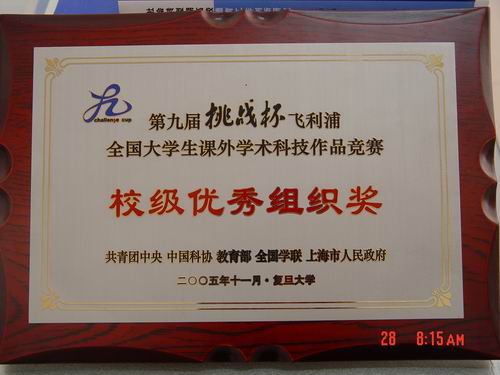 challenge cup
第九届挑战杯飞利浦
全国大学生课外学术科技作品竞赛
校级优秀组织奖
共青团中央 中国科协 教育部 全国学联 上海市人民政府
二〇〇五年十一月·复旦大学
28 8:15AM